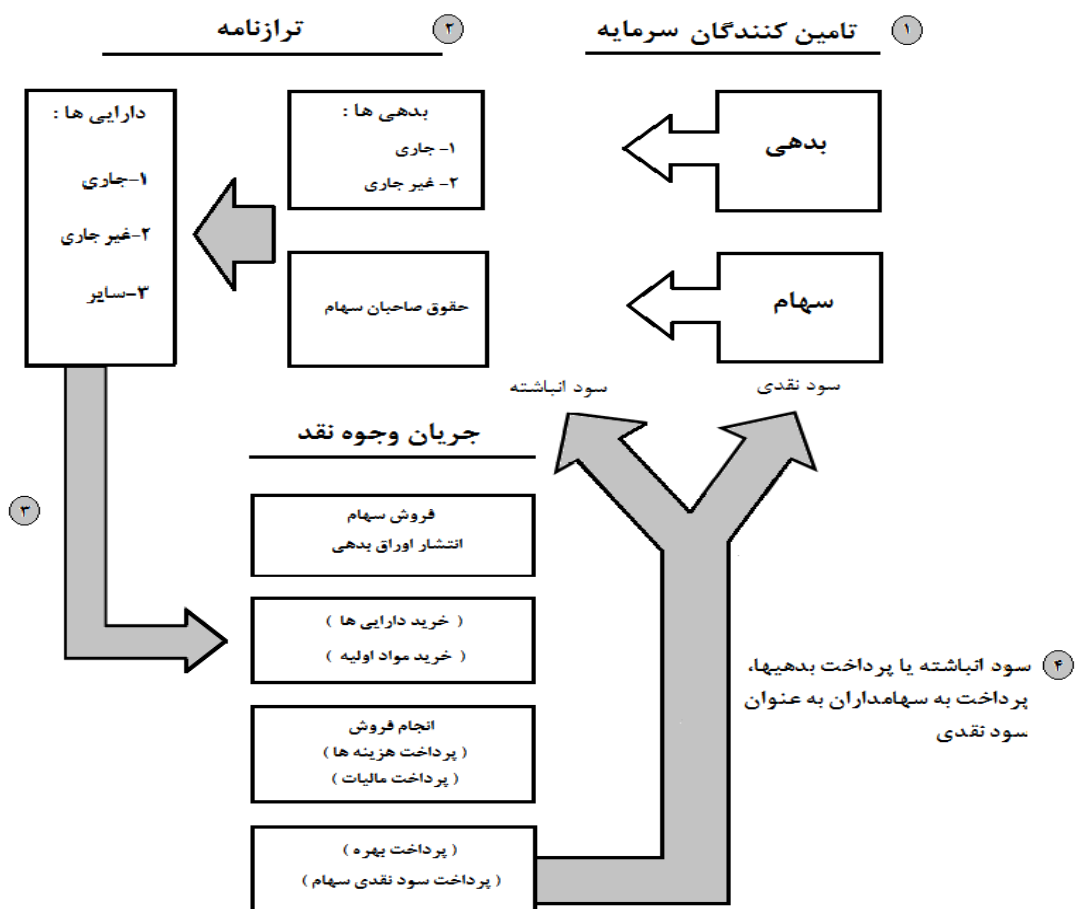 ۱ تامین کنندگان سرمایه
۲ ترازنامه
بدهی
سهام
بدهی ها :
۱- جاری
۲- غیر جاری
حقوق صاحبان سهام
دارایی ها :
۱-جاری
۲-غیر جاری
۳-سایر
سود نقدی
سود انباشته
جریان وجوه نقد
۳
فروش سهام
انتشار اوراق بدهی
( خرید دارایی ها )
( خرید مواد اولیه )
انجام فروش
( پرداخت هزینه ها )
( پرداخت مالیات )
( پرداخت بهره )
( پرداخت سود نقدی سهام )
۴ سود انباشته یا پرداخت بدهیها،
پرداخت به سهامداران به عنوان
سود نقدی